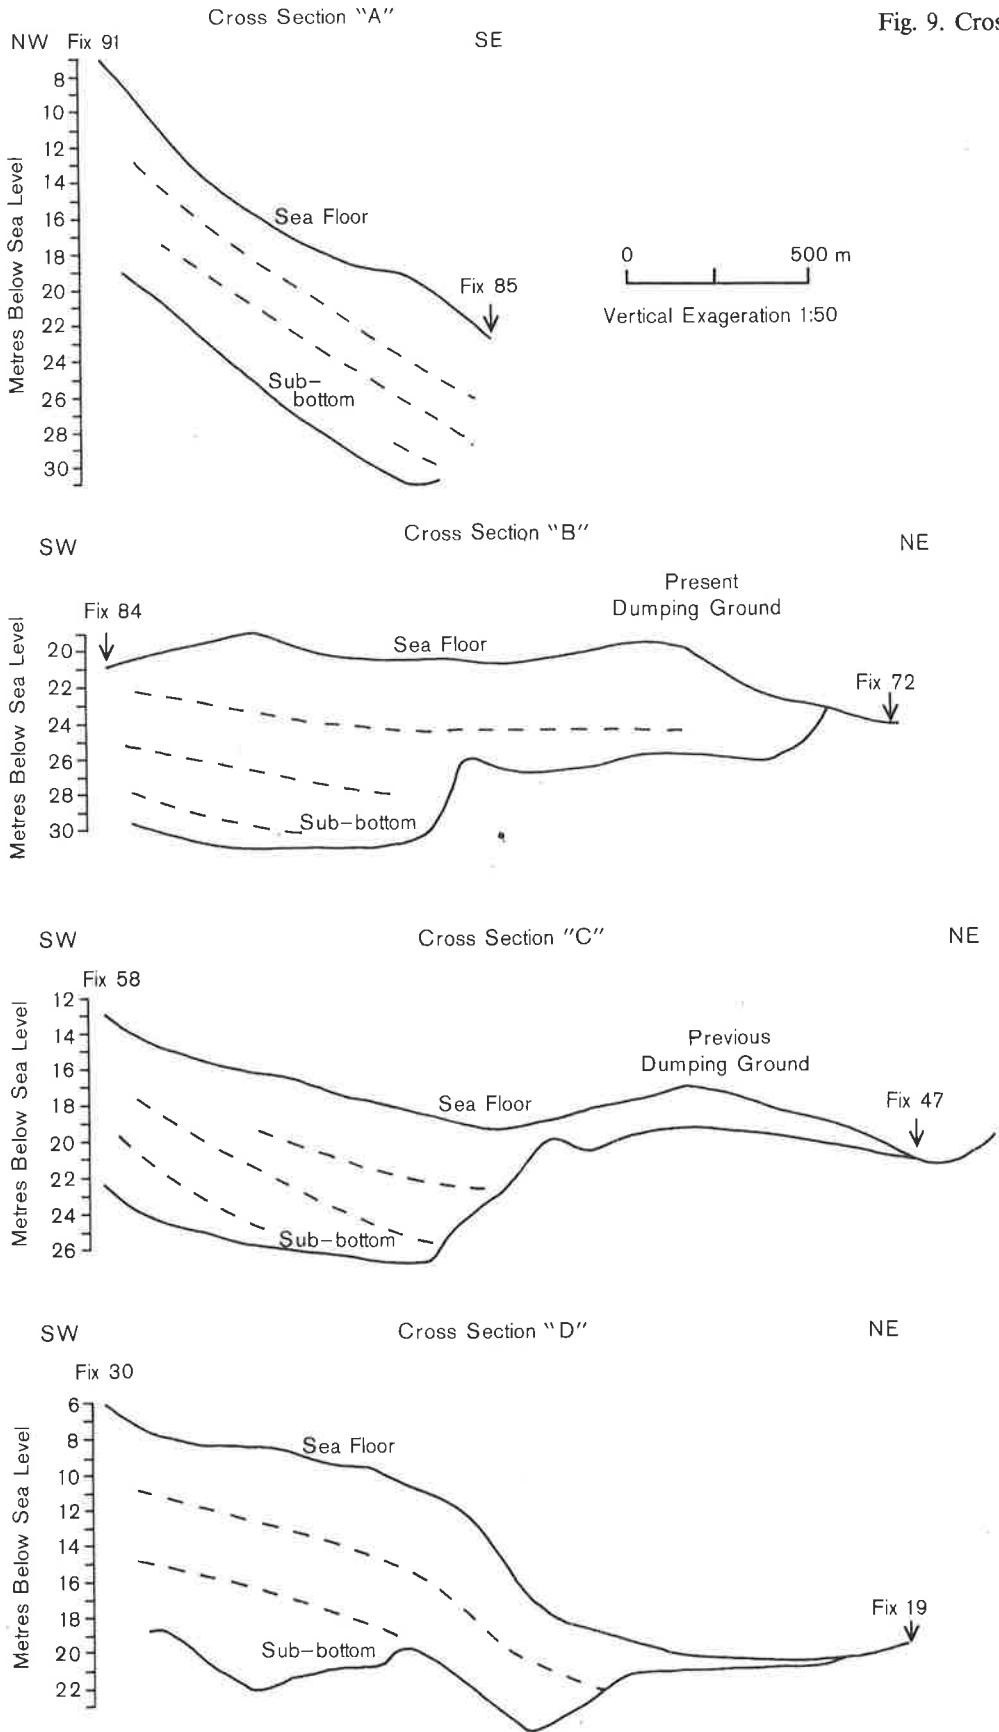 Cross Section "A"
Fig. 9. Cros
NW Fix 91
SE
8
10
12
14
16
18
20
22
24
26
28
30
Metres Below Sea Level
Sea Floor
Fix 85
Sub-
bottom
0 500 m
Vertical Exageration 1:50
Cross Section "B"
SW
NE
Present
Dumping Ground
Fix 84
Sea Floor
Fix 72
20
22
24
26
28
30
Metres Below Sea Level
Sub-bottom
Cross Section "C"
SW
NE
Fix 58
Previous
Dumping Ground
Sea Floor
Fix 47
12
14
16
18
20
22
24
26
Metres Below Sea Level
Sub-bottom
Cross Section "D"
SW
NE
Fix 30
Sea Floor
6
8
10
12
14
16
18
20
22
Metres Below Sea Level
Fix 19
Sub-bottom